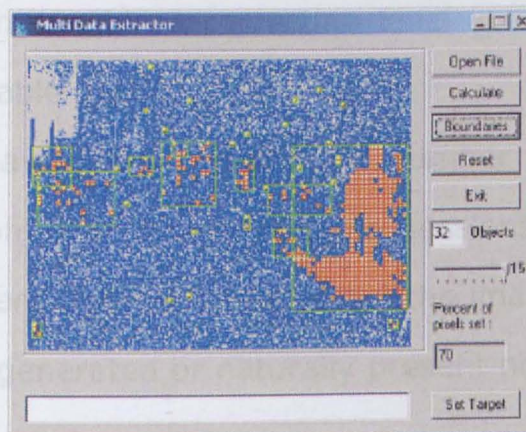 Multi Data Extractor
Open File
Calculate
Boundaries
Reset
Exit
32 Objects
/15
Percent of
pixels set :
70
Set Target